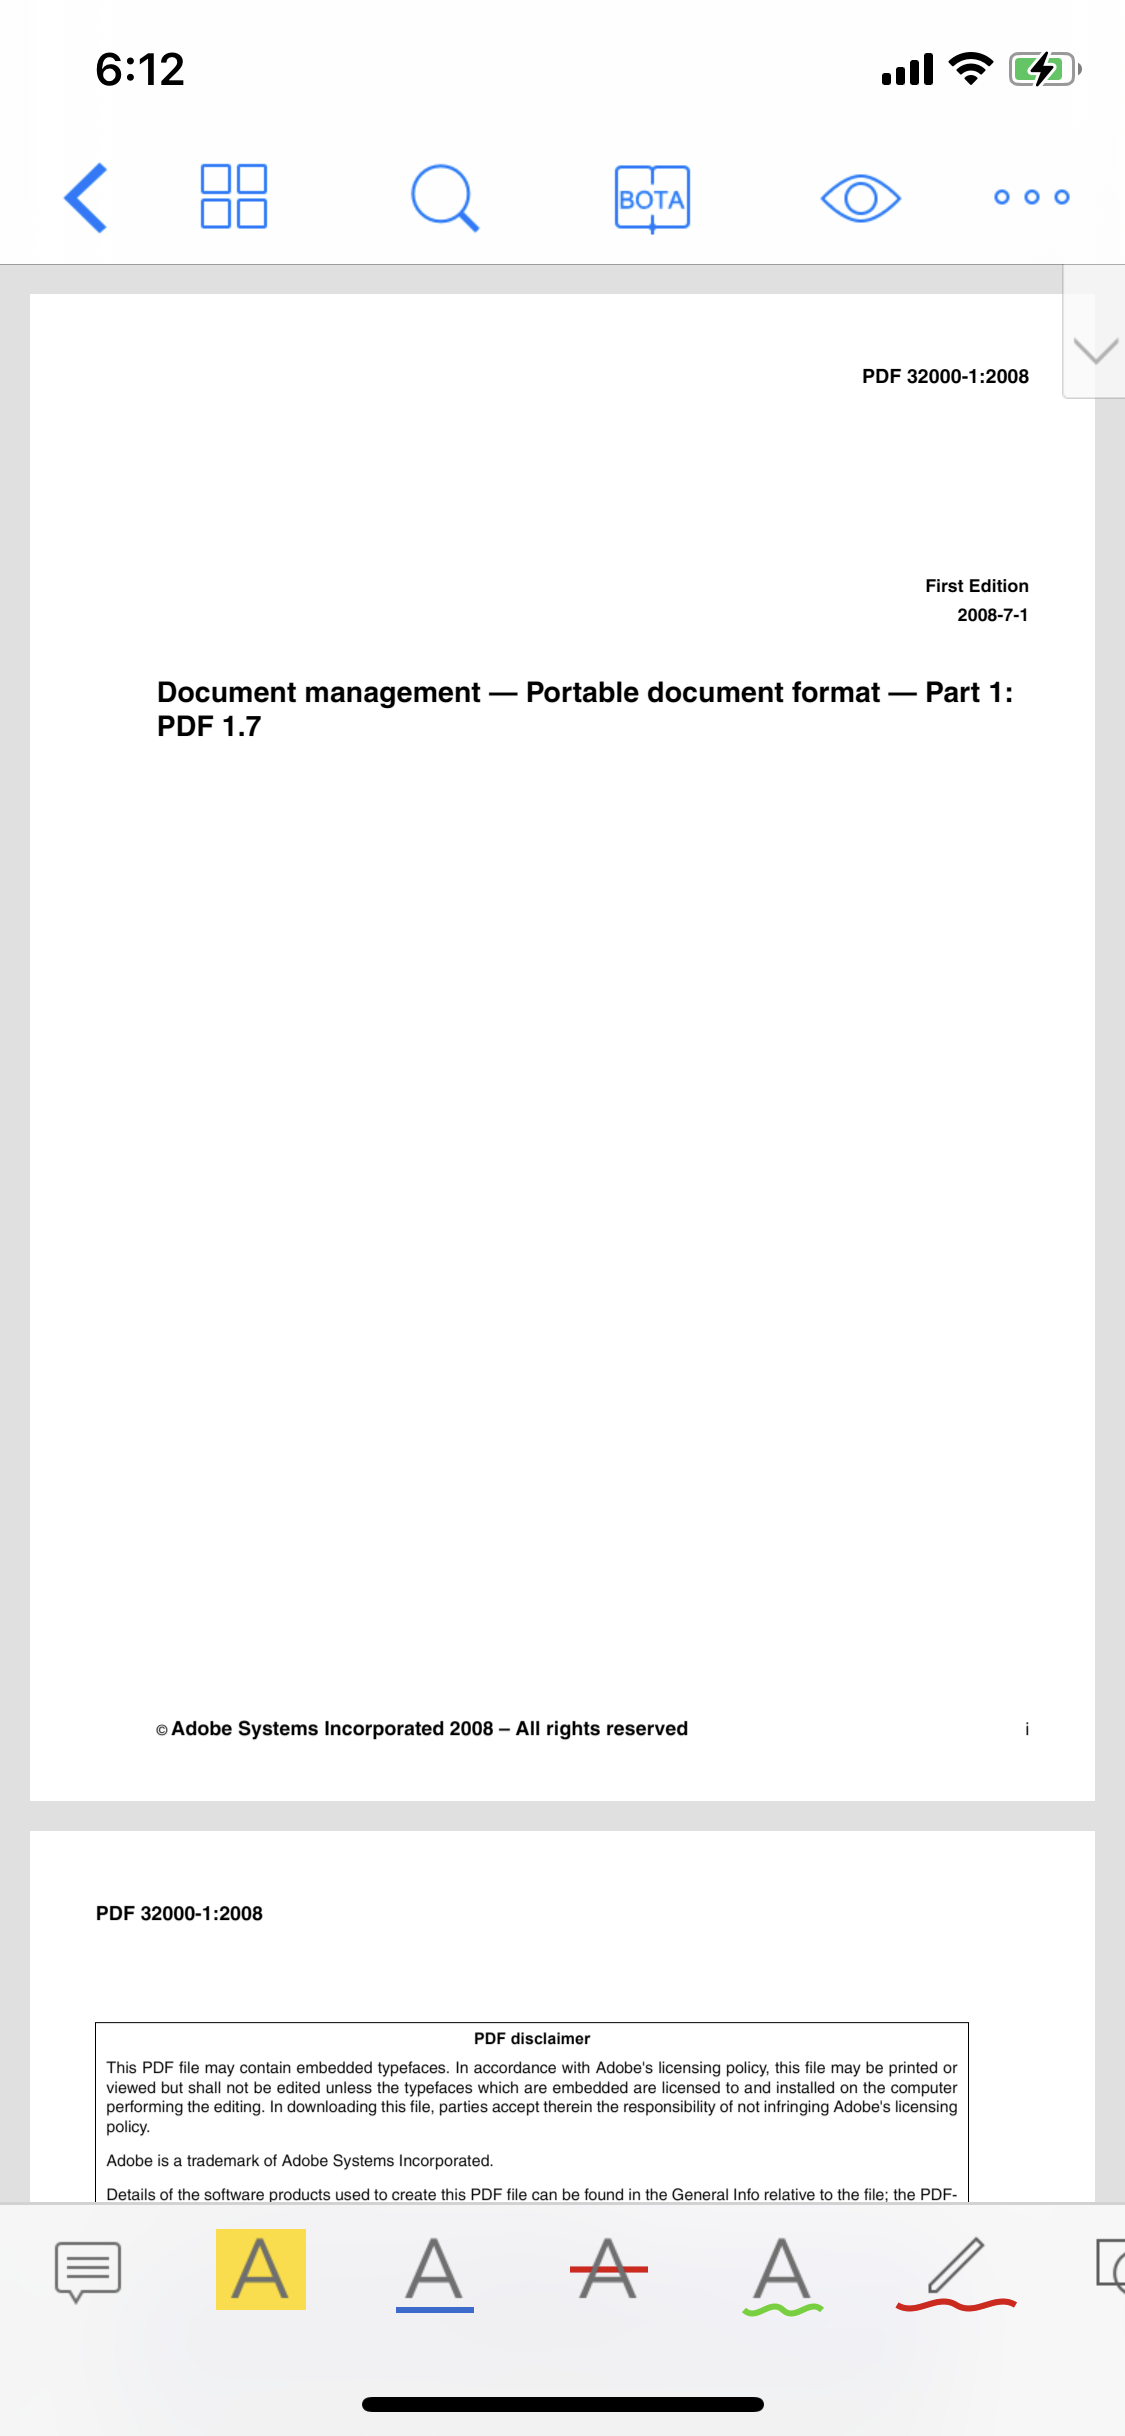 6:12
BOTA
PDF 32000-1:2008
First Edition
2008-7-1
Document management — Portable document format — Part 1:
PDF 1.7
© Adobe Systems Incorporated 2008 – All rights reserved i
PDF 32000-1:2008
PDF disclaimer
This PDF file may contain embedded typefaces. In accordance with Adobe's licensing policy, this file may be printed or
viewed but shall not be edited unless the typefaces which are embedded are licensed to and installed on the computer
performing the editing. In downloading this file, parties accept therein the responsibility of not infringing Adobe's licensing
policy.
Adobe is a trademark of Adobe Systems Incorporated.
Details of the software products used to create this PDF file can be found in the General Info relative to the file; the PDF-
A A A A